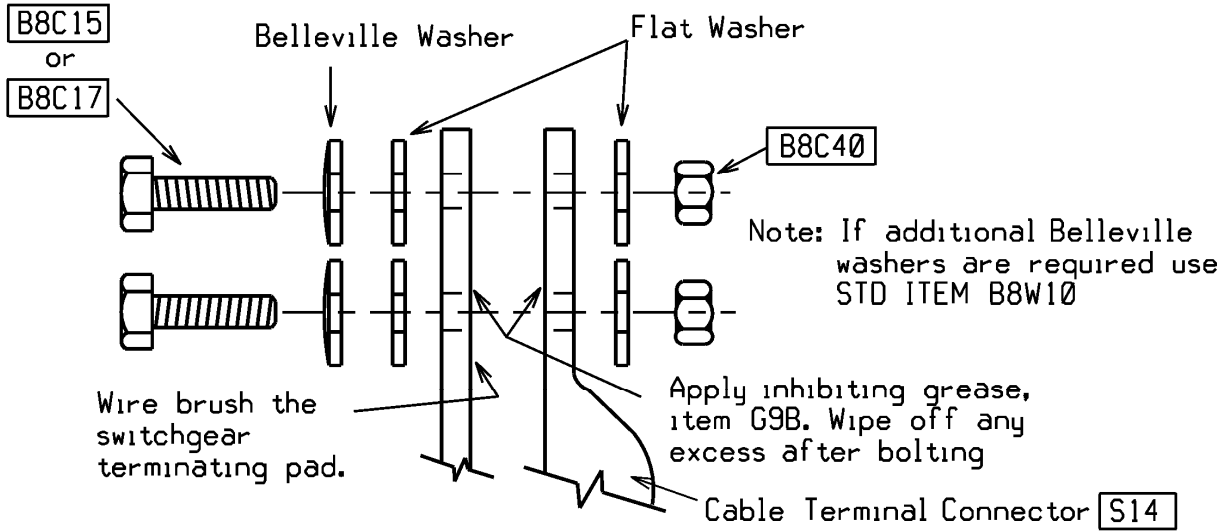 B8C15
or
B8C17
Belleville Washer
Flat Washer
B8C40
Note: If additional Belleville
washers are required use
STD ITEM B8W10
Wire brush the
switchgear
terminating pad.
Apply inhibiting grease,
item G9B. Wipe off any
excess after bolting
Cable Terminal Connector S14